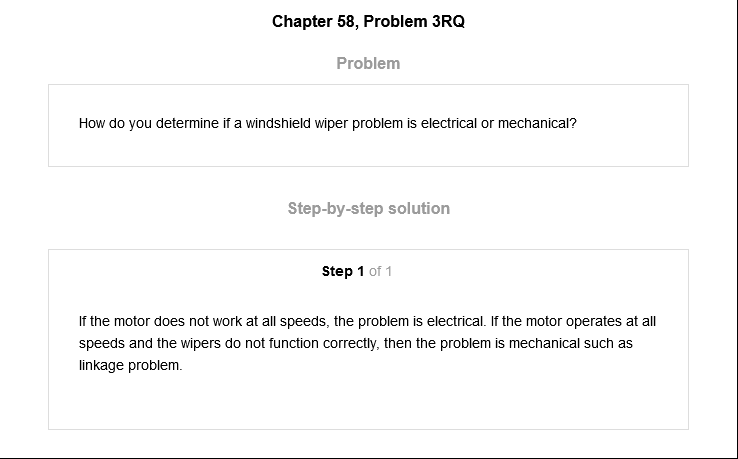 Chapter 58, Problem 3RQ
Problem
How do you determine if a windshield wiper problem is electrical or mechanical?
Step-by-step solution
Step 1 of 1
If the motor does not work at all speeds, the problem is electrical. If the motor operates at all
speeds and the wipers do not function correctly, then the problem is mechanical such as
linkage problem.